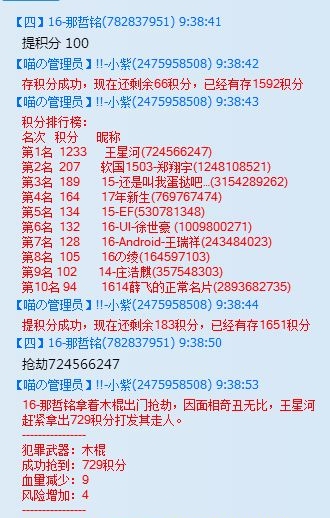 【四】16-那哲铭(782837951) 9:38:41
提积分 100
【喵の管理员】!!-小紫(2475958508) 9:38:42
存积分成功，现在还剩余66积分，已经有存1592积分
【喵の管理员】!!-小紫(2475958508) 9:38:43
积分排行榜：
名次 积分 昵称
第1名 1233 王星河(724566247)
第2名 207 软国1503-郑翔宇(1248108521)
第3名 189 15-还是叫我蛋挞吧...(3154289262)
第4名 164 17年新生(769767474)
第5名 134 15-EF(530781348)
第6名 132 16-UI-徐世豪 (1009800271)
第7名 128 16-Android-王瑞祥(243484023)
第8名 105 16の绫(164597103)
第9名 102 14-庄浩麒(357548303)
第10名 94 1614薛飞的正常名片(2893682735)
【喵の管理员】!!-小紫(2475958508) 9:38:44
提积分成功，现在还剩余183积分，已经有存1651积分
【四】16-那哲铭(782837951) 9:38:50
抢劫724566247
【喵の管理员】!!-小紫(2475958508) 9:38:53
16-那哲铭拿着木棍出门抢劫，因面相奇丑无比，王星河
赶紧拿出729积分打发其走人。
----------------
犯罪武器：木棍
成功抢到：729积分
血量减少：9
风险增加：4
----------------